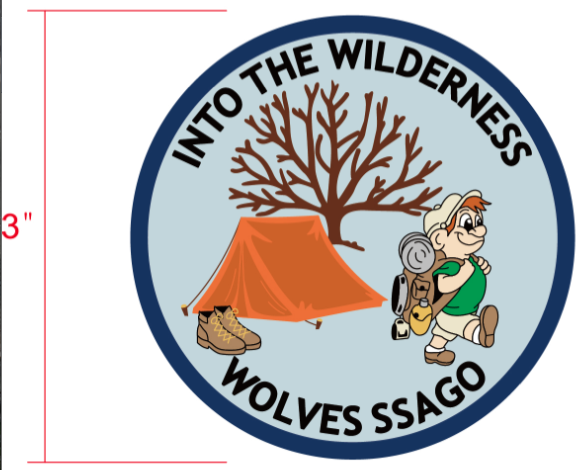 INTO THE WILDERNESS
3"
WOLVES SSAGO